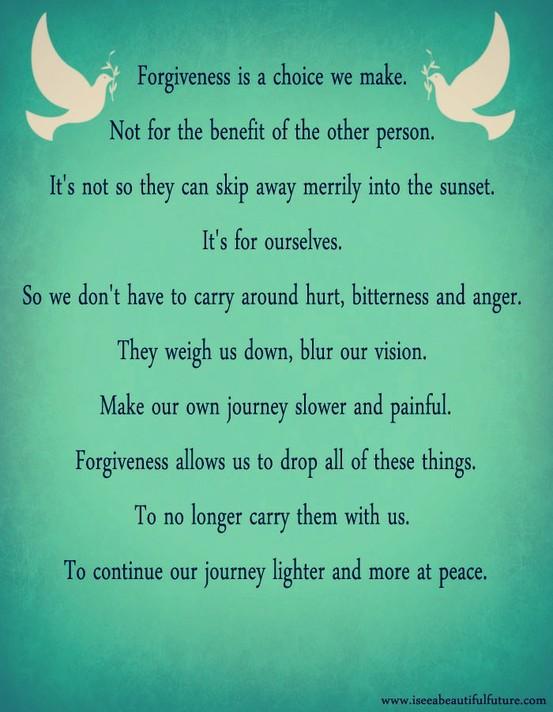 Forgiveness is a choice we make.
Not for the benefit of the other person.
It's not so they can skip away merrily into the sunset.
It's for ourselves.
So we don't have to carry around hurt, bitterness and anger.
They weigh us down, blur our vision.
Make our own journey slower and painful.
Forgiveness allows us to drop all of these things.
To no longer carry them with us.
To continue our journey lighter and more at peace.
www.iseeabeautifulfuture.com